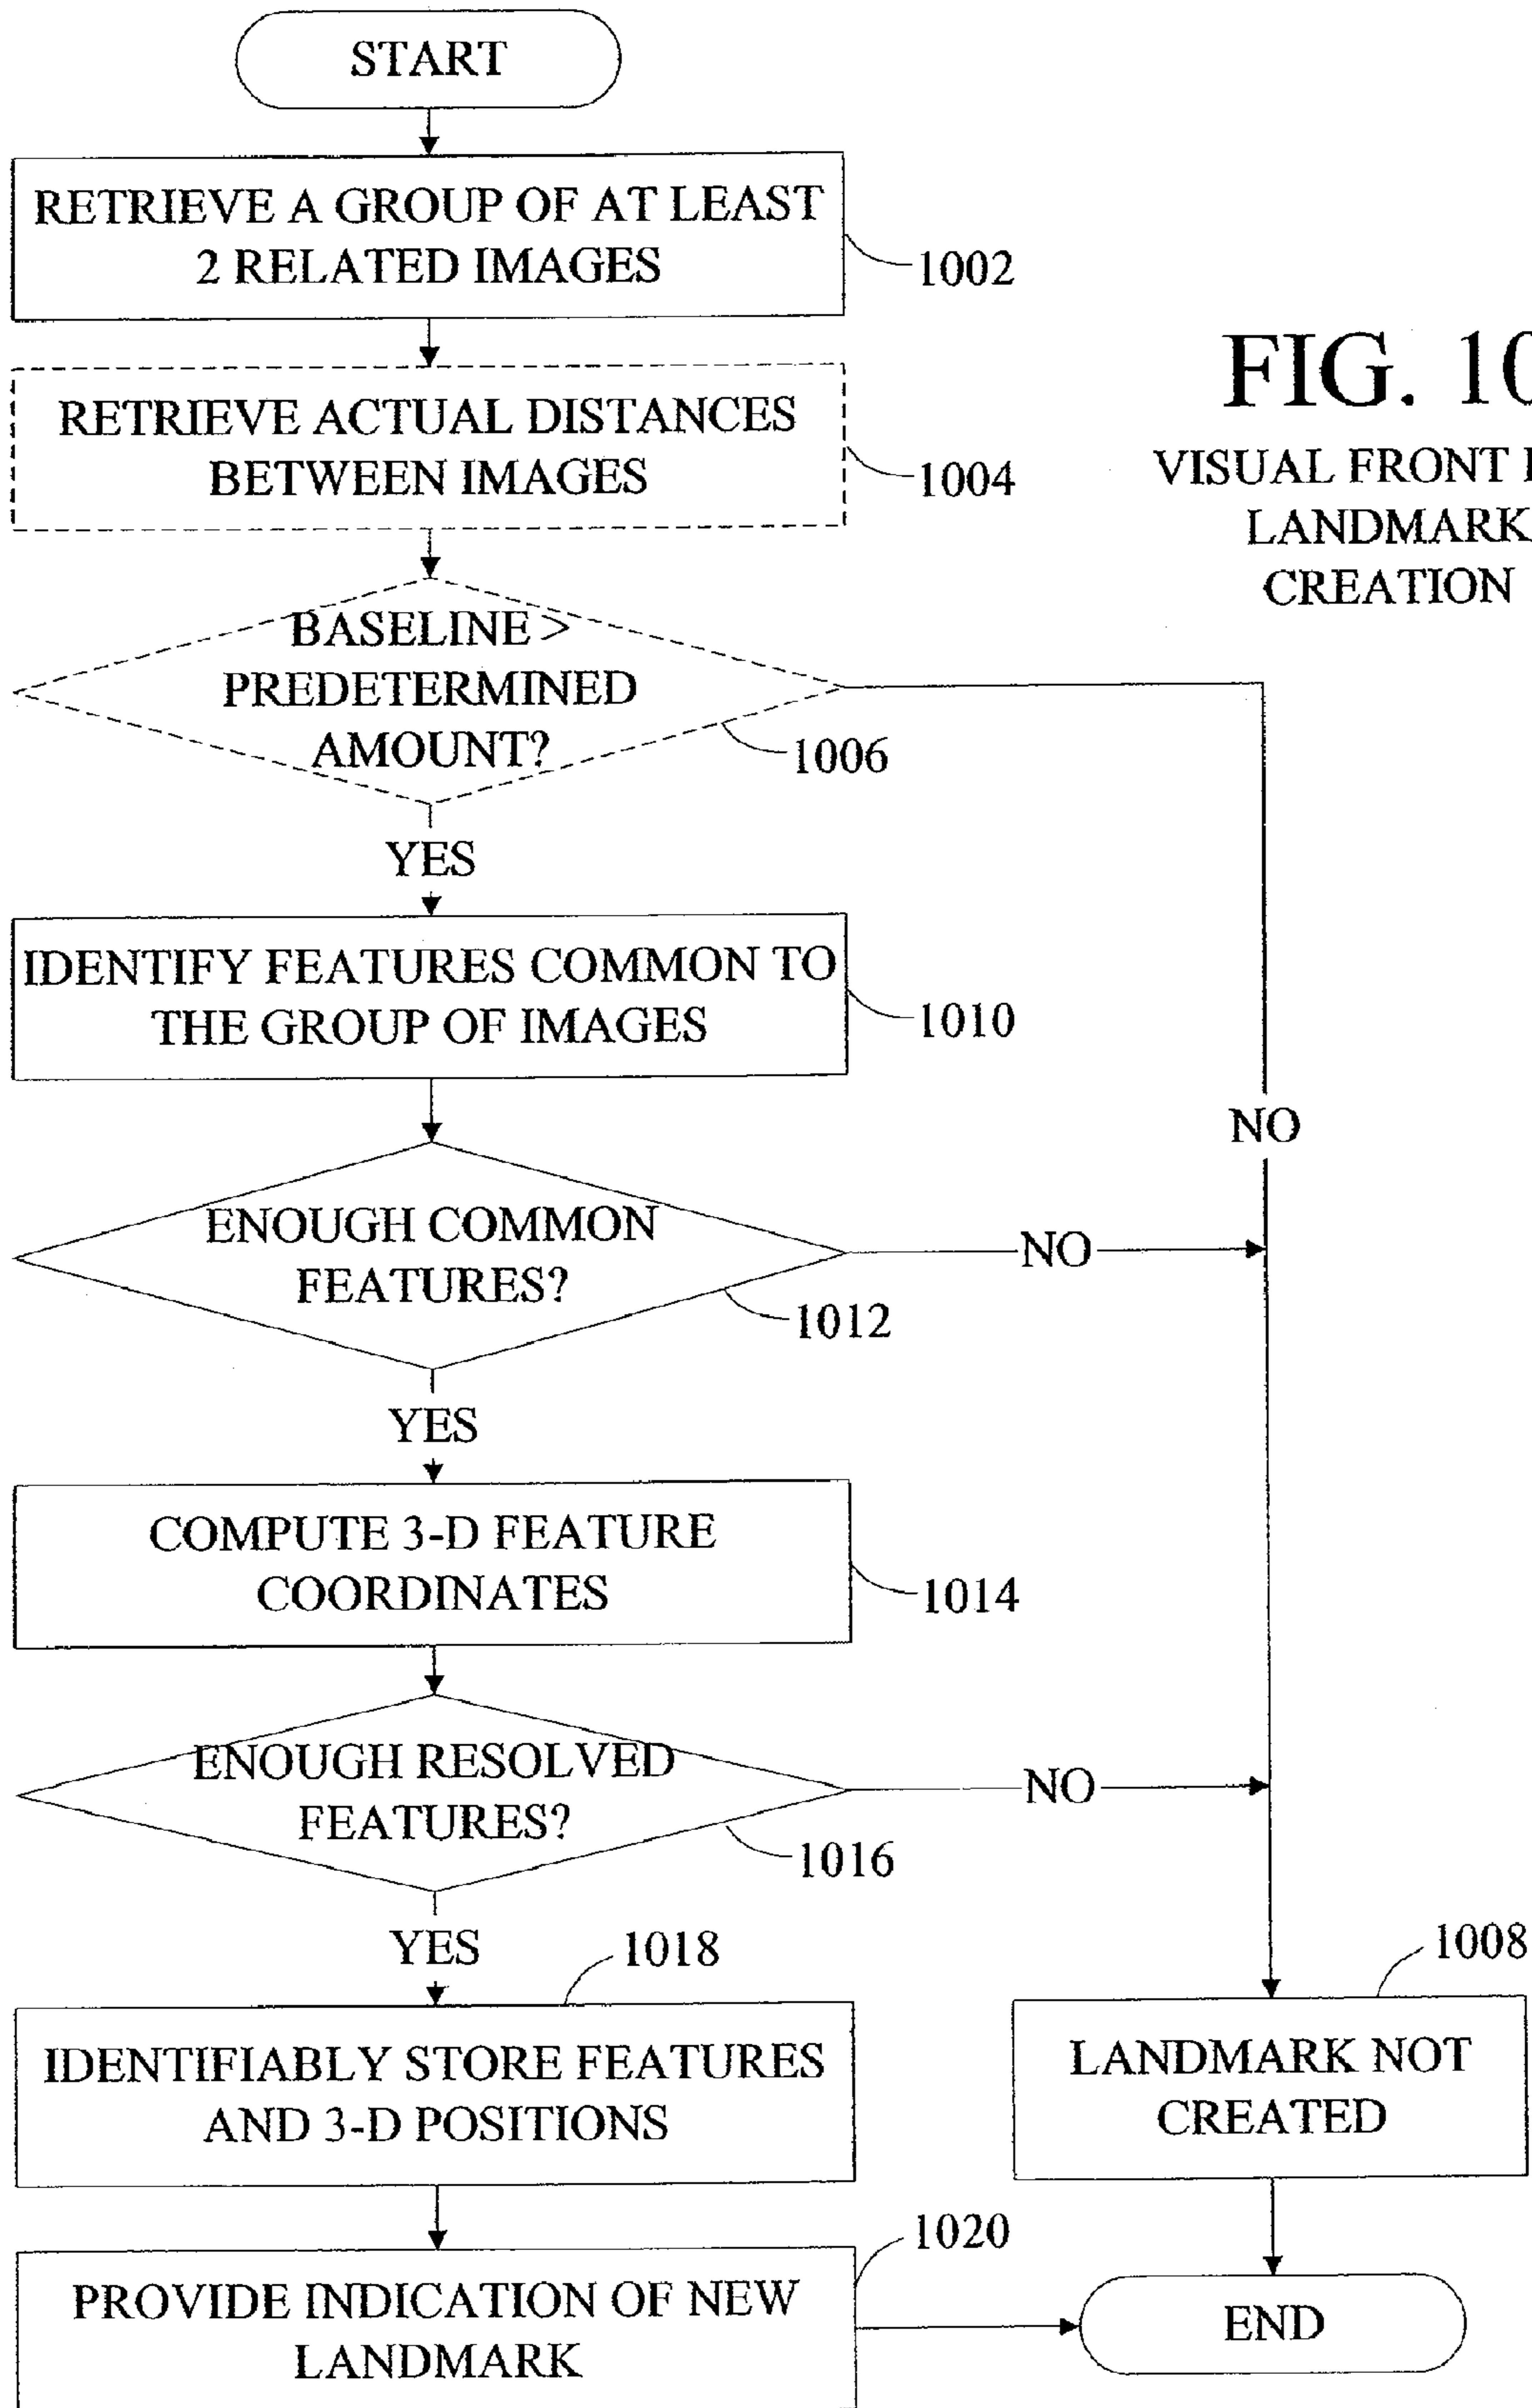 START
RETRIEVE A GROUP OF AT LEAST
2 RELATED IMAGES
1002
FIG. 10
VISUAL FRONT
LANDMARK
CREATION
RETRIEVE ACTUAL DISTANCES
BETWEEN IMAGES
1004
BASELINE >
PREDETERMINED
AMOUNT?
1006
YES
IDENTIFY FEATURES COMMON TO
THE GROUP OF IMAGES
1010
NO
ENOUGH COMMON
FEATURES?
NO
1012
YES
COMPUTE 3-D FEATURE
COORDINATES
1014
ENOUGH RESOLVED
FEATURES?
NO
1016
YES
1018
1008
IDENTIFIABLY STORE FEATURES
AND 3-D POSITIONS
LANDMARK NOT
CREATED
1020
PROVIDE INDICATION OF NEW
LANDMARK
END